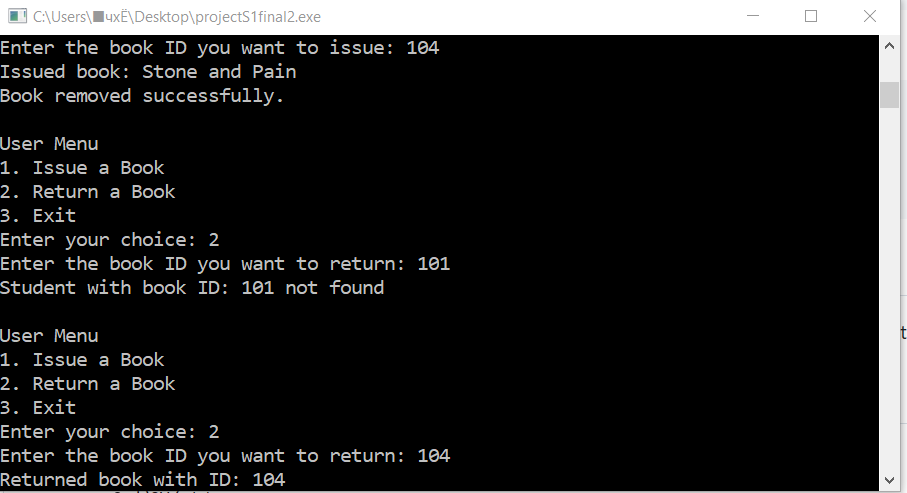 C:\Users\■чхЁ\Desktop\projectS1final2.exe
Enter the book ID you want to issue: 104
Issued book: Stone and Pain
Book removed successfully.
User Menu
1. Issue a Book
2. Return a Book
3. Exit
Enter your choice: 2
Enter the book ID you want to return: 101
Student with book ID: 101 not found
User Menu
1. Issue a Book
2. Return a Book
3. Exit
Enter your choice: 2
Enter the book ID you want to return: 104
Returned book with ID: 104